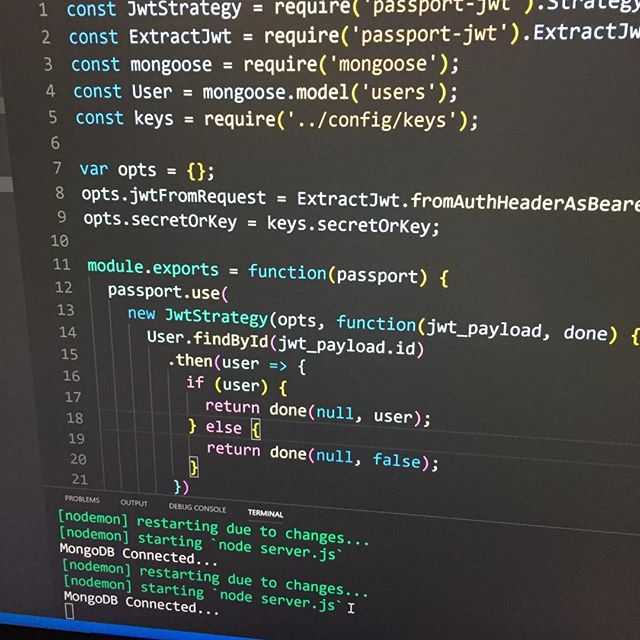 1 const JwtStrategy = require('passport-jwt').Strategy
2 const ExtractJwt = require('passport-jwt').ExtractJw
3 const mongoose = require('mongoose');
4 const User = mongoose.model('users');
5 const keys = require('../config/keys');
6
7 var opts = {};
8 opts.jwtFromRequest = ExtractJwt.fromAuthHeaderAsBeare
9 opts.secretOrKey = keys.secretOrKey;
10
11 module.exports = function(passport) {
12 passport.use(
13 new JwtStrategy(opts, function(jwt_payload, done) {
14 User.findById(jwt_payload.id)
15 .then(user => {
16 if (user) {
17 return done(null, user);
18 } else {
19 return done(null, false);
20 }
21 })
PROBLEMS OUTPUT DEBUG CONSOLE TERMINAL
[nodemon] restarting due to changes...
[nodemon] starting `node server.js`
MongoDB Connected...
[nodemon] restarting due to changes...
[nodemon] starting `node server.js`
MongoDB Connected...